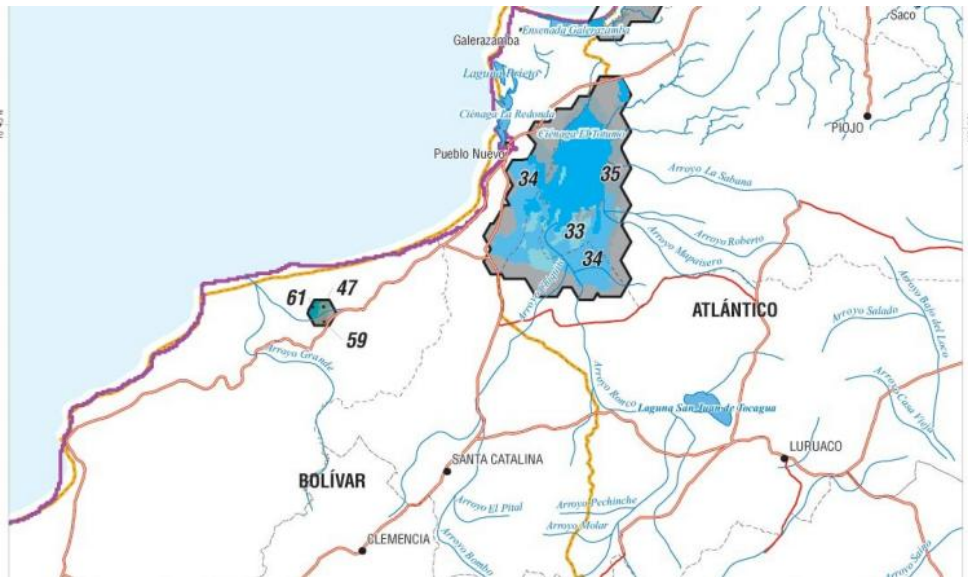 Saco
Ensenada Galerazamba
Galerazamba
Laguna Prieto
Ciénaga La Redonda
PIOJO
Ciénaga El Totumo
Pueblo Nuevo
34
35
Arroyo La Sabana
33
Arroyo Roberto
34
Arroyo Mapuisero
61
47
ATLÁNTICO
Arroyo Salado
Arroyo Bajo del Loco
59
Arroyo Grande
Arroyo Ronco
Laguna San Juan de Tocagua
Arroyo Casa Vieja
LURUACO
SANTA CATALINA
BOLÍVAR
Arroyo El Pital
Arroyo Pechinche
Arroyo Molar
CLEMENCIA
Arroyo Bombo